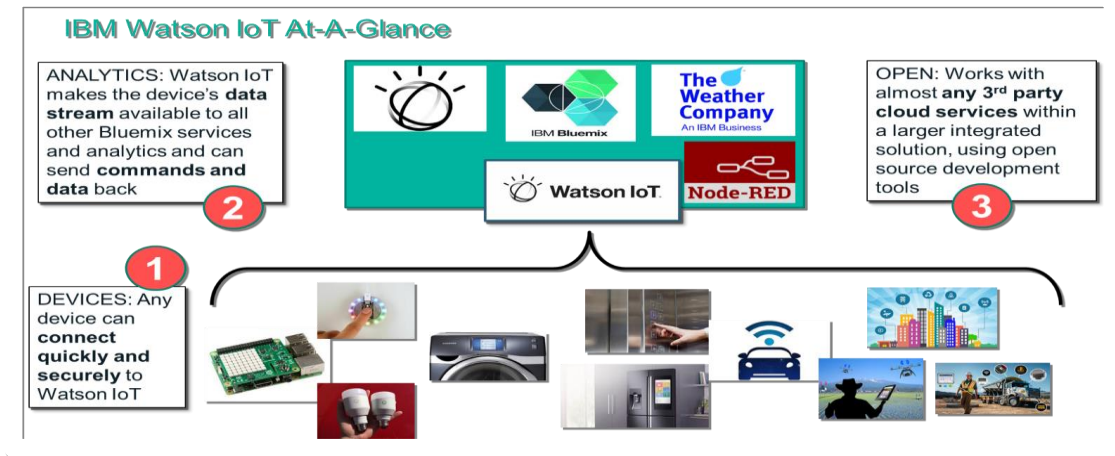 IBM Watson IoT At-A-Glance
ANALYTICS: Watson IoT
makes the device's data
stream available to all
other Bluemix services
and analytics and can
send commands and
data back
2
IBM Bluemix
The
Weather
Company
An IBM Business
Watson IoT.
Node-RED
OPEN: Works with
almost any 3rd party
cloud services within
a larger integrated
solution, using open
source development
tools
3
1
DEVICES: Any
device can
connect
quickly and
securely to
Watson IoT